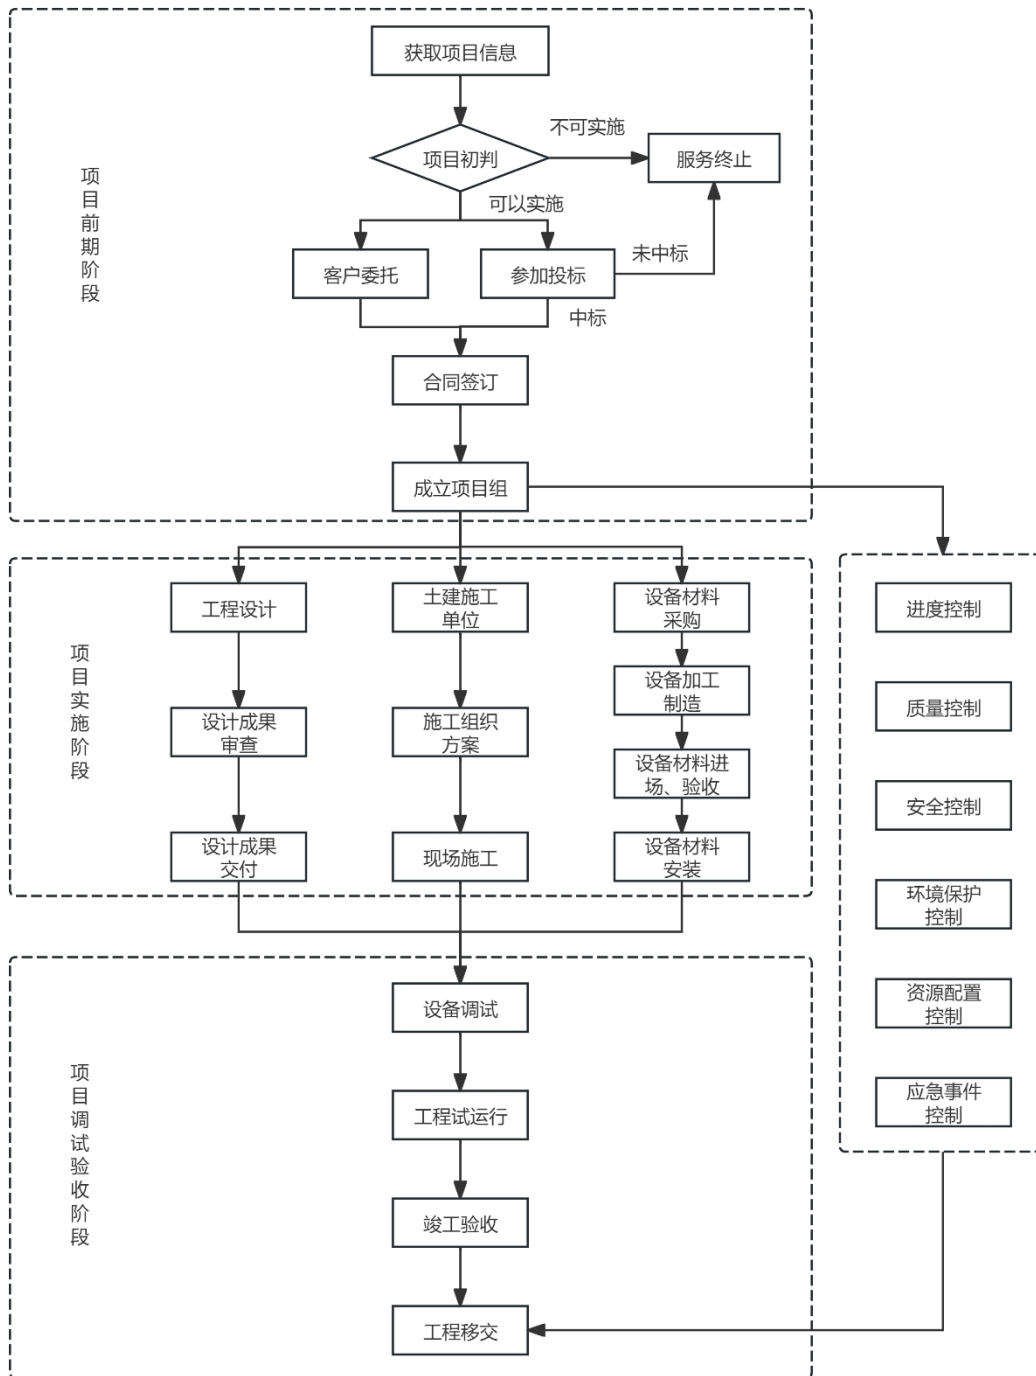 获取项目信息
不可实施
项目初判
服务终止
可以实施
未中标
客户委托
参加投标
中标
合同签订
成立项目组
项目前期阶段
工程设计
土建施工
单位
设备材料
采购
设备加工
制造
设计成果
审查
施工组织
方案
设备材料进
场、验收
设计成果
交付
现场施工
设备材料
安装
项目实施阶段
进度控制
质量控制
安全控制
环境保护
控制
资源配置
控制
应急事件
控制
设备调试
工程试运行
竣工验收
工程移交
项目调试验收阶段